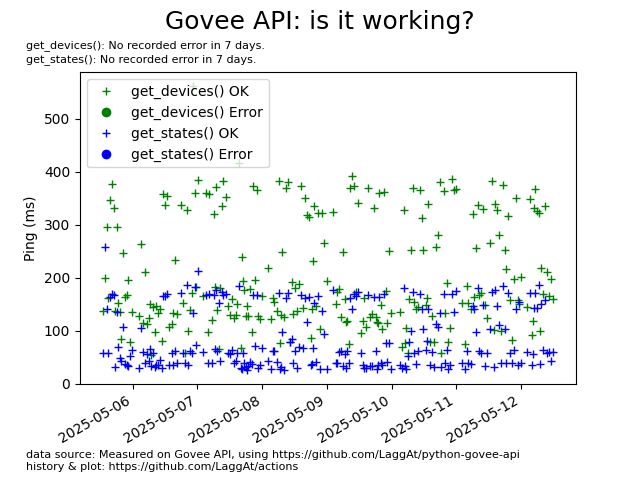 Govee API: is it working?
get_devices(): No recorded error in 7 days.
get_states(): No recorded error in 7 days.
get_devices() OK
get_devices() Error
get_states() OK
get_states() Error
Ping (ms)
500
400
300
200
100
0
2025-05-06
2025-05-07
2025-05-08
2025-05-09
2025-05-10
2025-05-11
2025-05-12
data source: Measured on Govee API, using https://github.com/LaggAt/python-govee-api
history & plot: https://github.com/LaggAt/actions